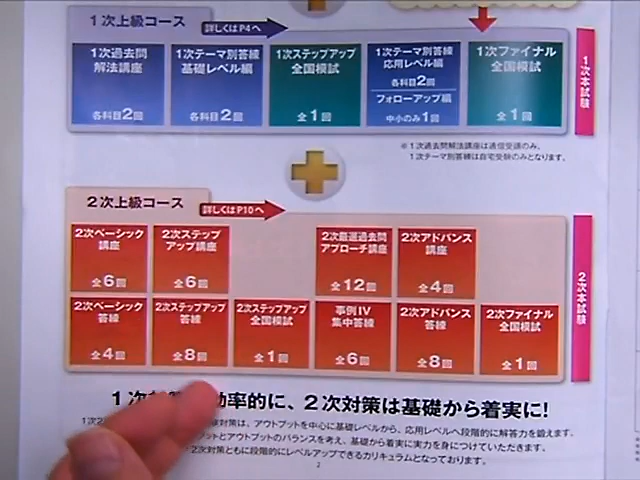 1次上級コース
詳しくはP4へ
1次過去問
解法講座
各科目2回
1次テーマ別答練
基礎レベル編
各科目2回
1次ステップアップ
全国模試
全1回
1次テーマ別答練
応用レベル編
各科目2回
フォローアップ編
中小のみ1回
1次ファイナル
全国模試
全1回
1次本試験
※1次過去問解法講座は通信受講のみ、
1次テーマ別答練は自宅受験のみとなります。
2次上級コース
詳しくはP10へ
2次ベーシック
講座
全6回
2次ステップ
アップ講座
全6回
2次厳選過去問
アプローチ講座
全12回
2次アドバンス
講座
全4回
2次ベーシック
答練
全4回
2次ステップアップ
答練
全8回
2次ステップアップ
全国模試
全1回
事例Ⅳ
集中答練
全6回
2次アドバンス
答練
全8回
2次ファイナル
全国模試
全1回
2次本試験
1次 率的に、2次対策は基礎から着実に!
対策は、アウトプットを中心に基礎レベルから、応用レベルへ段階的に解答力を鍛えます。
ットとアウトプットのバランスを考え、基礎から着実に実力を身につけていただきます。
2次対策ともに段階的にレベルアップできるカリキュラムとなっております。
2